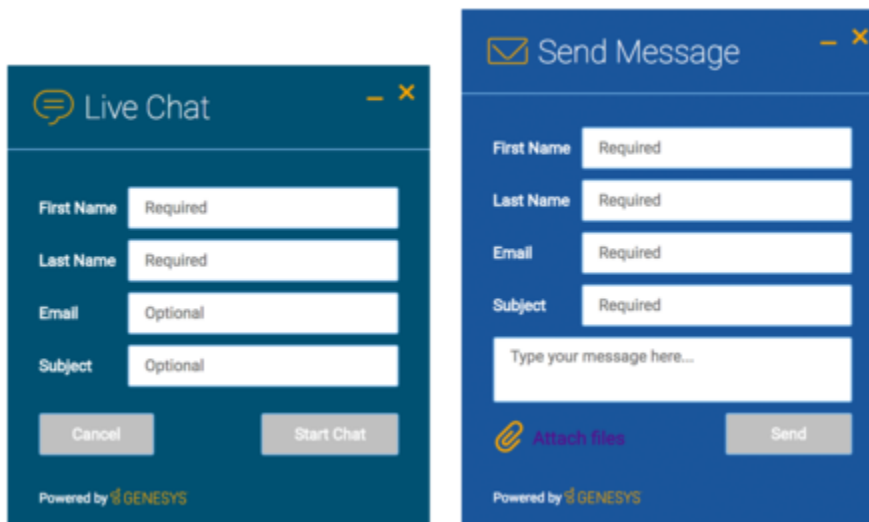 Live Chat
First Name Required
Last Name Required
Email Optional
Subject Optional
Cancel Start Chat
Powered by GENESYS
Send Message
First Name Required
Last Name Required
Email Required
Subject Required
Type your message here...
Attach files Send
Powered by GENESYS